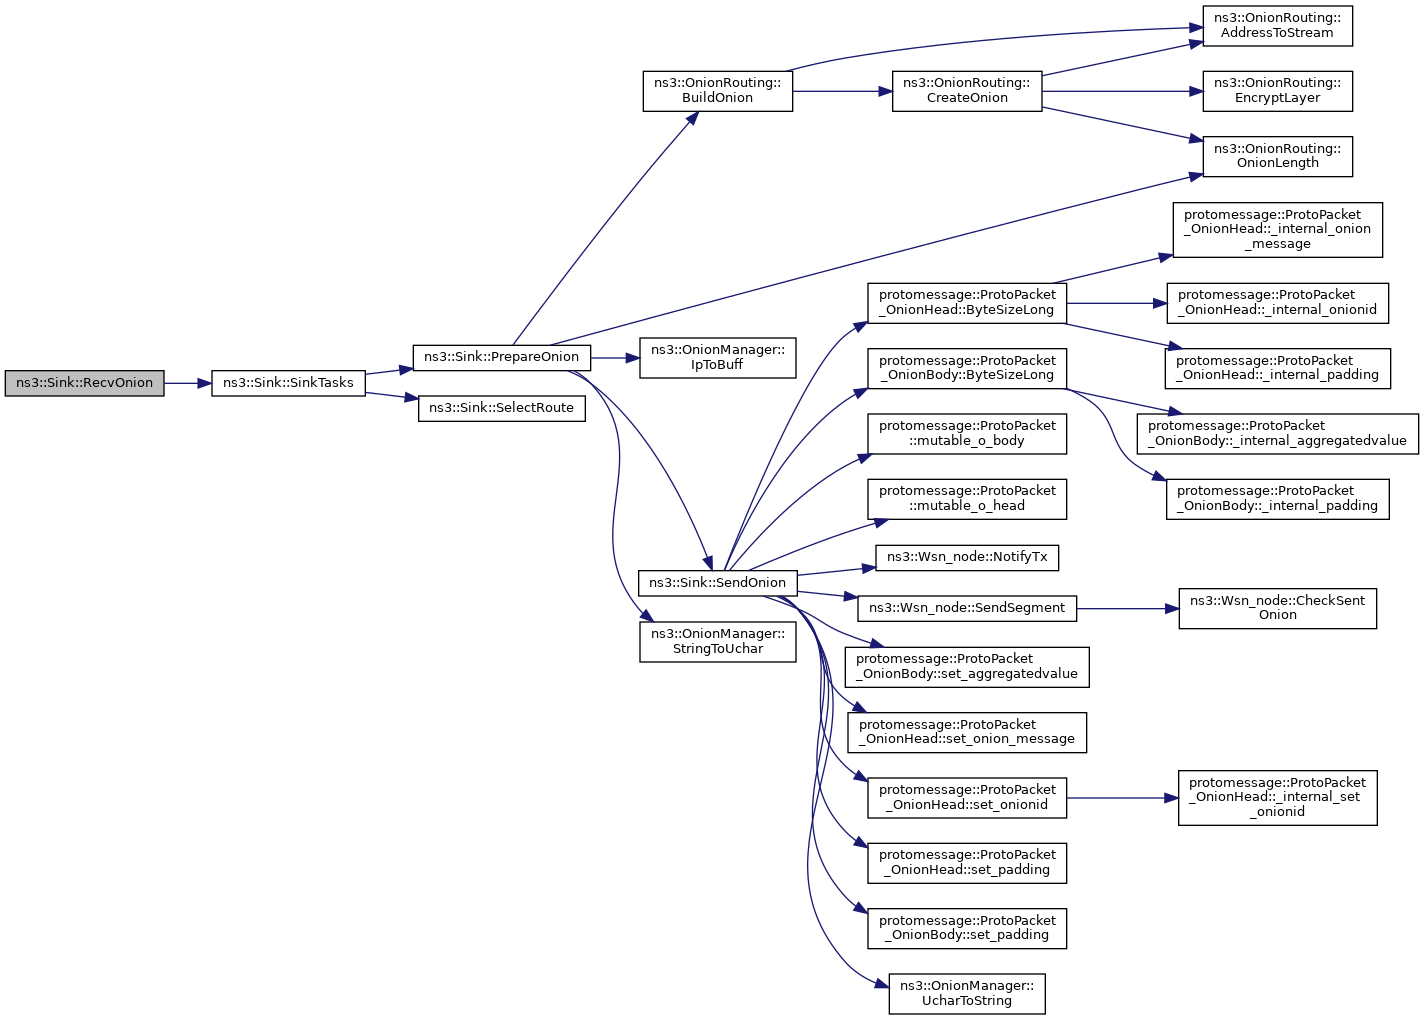 ns3::Sink::RecvOnion
ns3::Sink::SinkTasks
ns3::Sink::PrepareOnion
ns3::Sink::SelectRoute
ns3::OnionRouting::
BuildOnion
ns3::OnionManager::
IpToBuff
ns3::Sink::SendOnion
ns3::OnionManager::
StringToUchar
ns3::OnionRouting::
CreateOnion
protomessage::ProtoPacket
_OnionHead::ByteSizeLong
protomessage::ProtoPacket
_OnionBody::ByteSizeLong
protomessage::ProtoPacket
::mutable_o_body
protomessage::ProtoPacket
::mutable_o_head
ns3::Wsn_node::NotifyTx
ns3::Wsn_node::SendSegment
protomessage::ProtoPacket
_OnionBody::set_aggregatedvalue
protomessage::ProtoPacket
_OnionHead::set_onion_message
protomessage::ProtoPacket
_OnionHead::set_onionid
protomessage::ProtoPacket
_OnionHead::set_padding
protomessage::ProtoPacket
_OnionBody::set_padding
ns3::OnionManager::
UcharToString
ns3::OnionRouting::
AddressToStream
ns3::OnionRouting::
EncryptLayer
ns3::OnionRouting::
OnionLength
protomessage::ProtoPacket
_OnionHead::_internal_onion
_message
protomessage::ProtoPacket
_OnionHead::_internal_onionid
protomessage::ProtoPacket
_OnionHead::_internal_padding
protomessage::ProtoPacket
_OnionBody::_internal_aggregatedvalue
protomessage::ProtoPacket
_OnionBody::_internal_padding
ns3::Wsn_node::CheckSent
Onion
protomessage::ProtoPacket
_OnionHead::_internal_set
_onionid